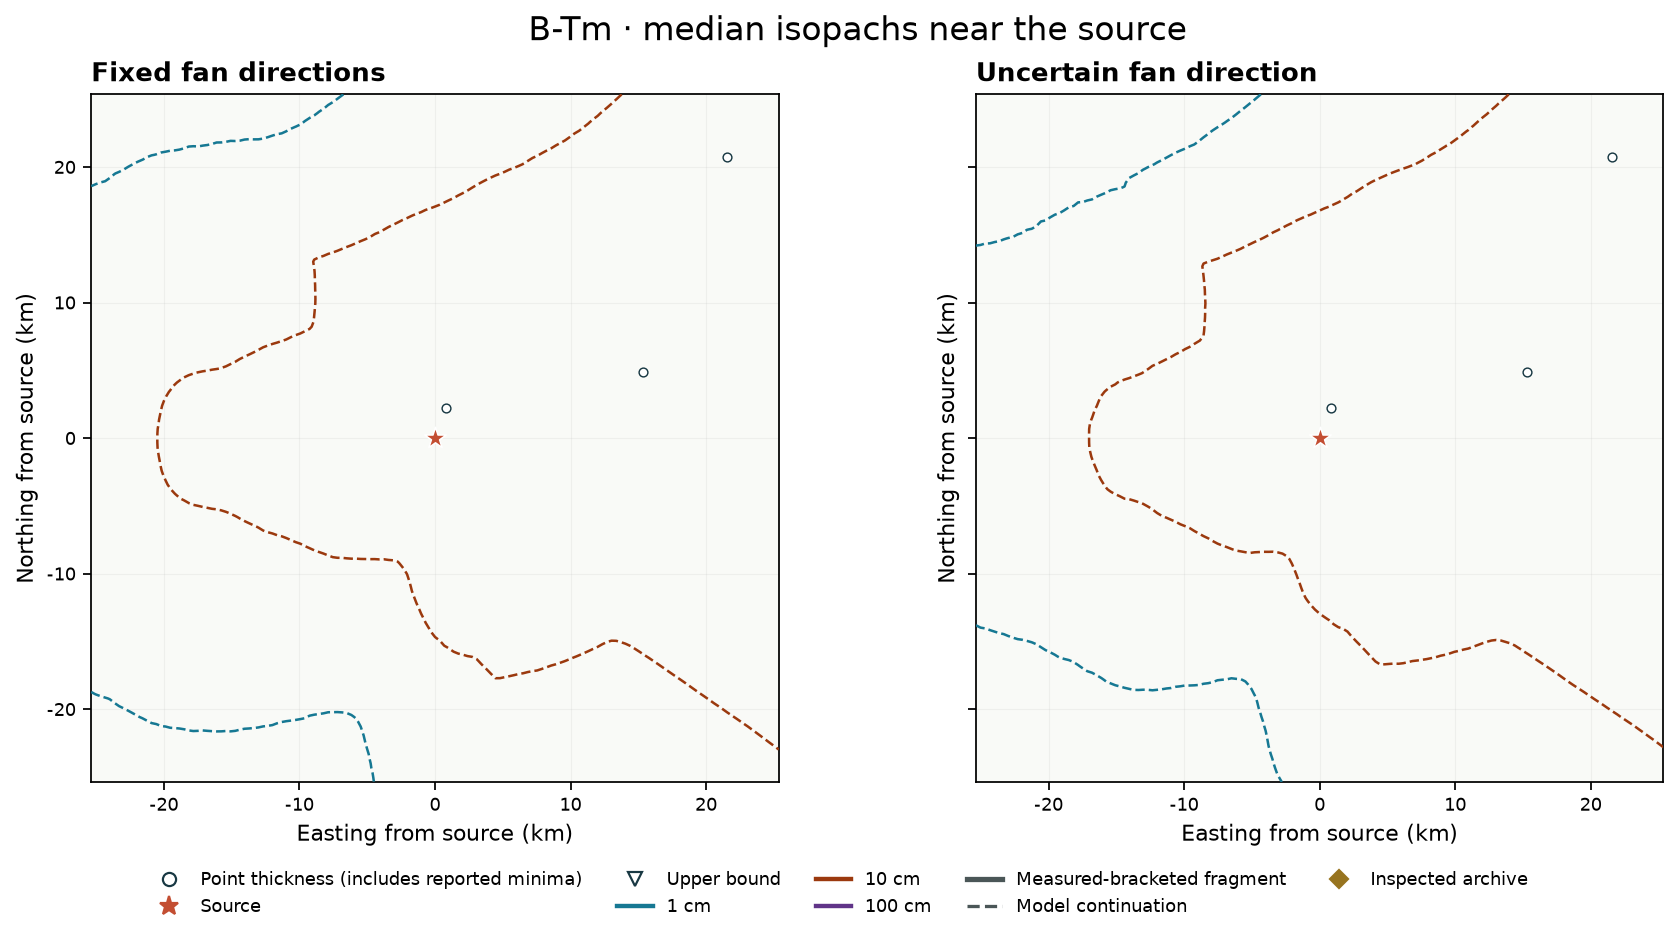 B-Tm · median isopachs near the source
Fixed fan directions
Uncertain fan direction
Northing from source (km)
20
10
0
-10
-20
-20
-10
0
10
20
Easting from source (km)
Northing from source (km)
-20
-10
0
10
20
Easting from source (km)
Point thickness (includes reported minima)
Source
Upper bound
1 cm
10 cm
100 cm
Measured-bracketed fragment
Model continuation
Inspected archive